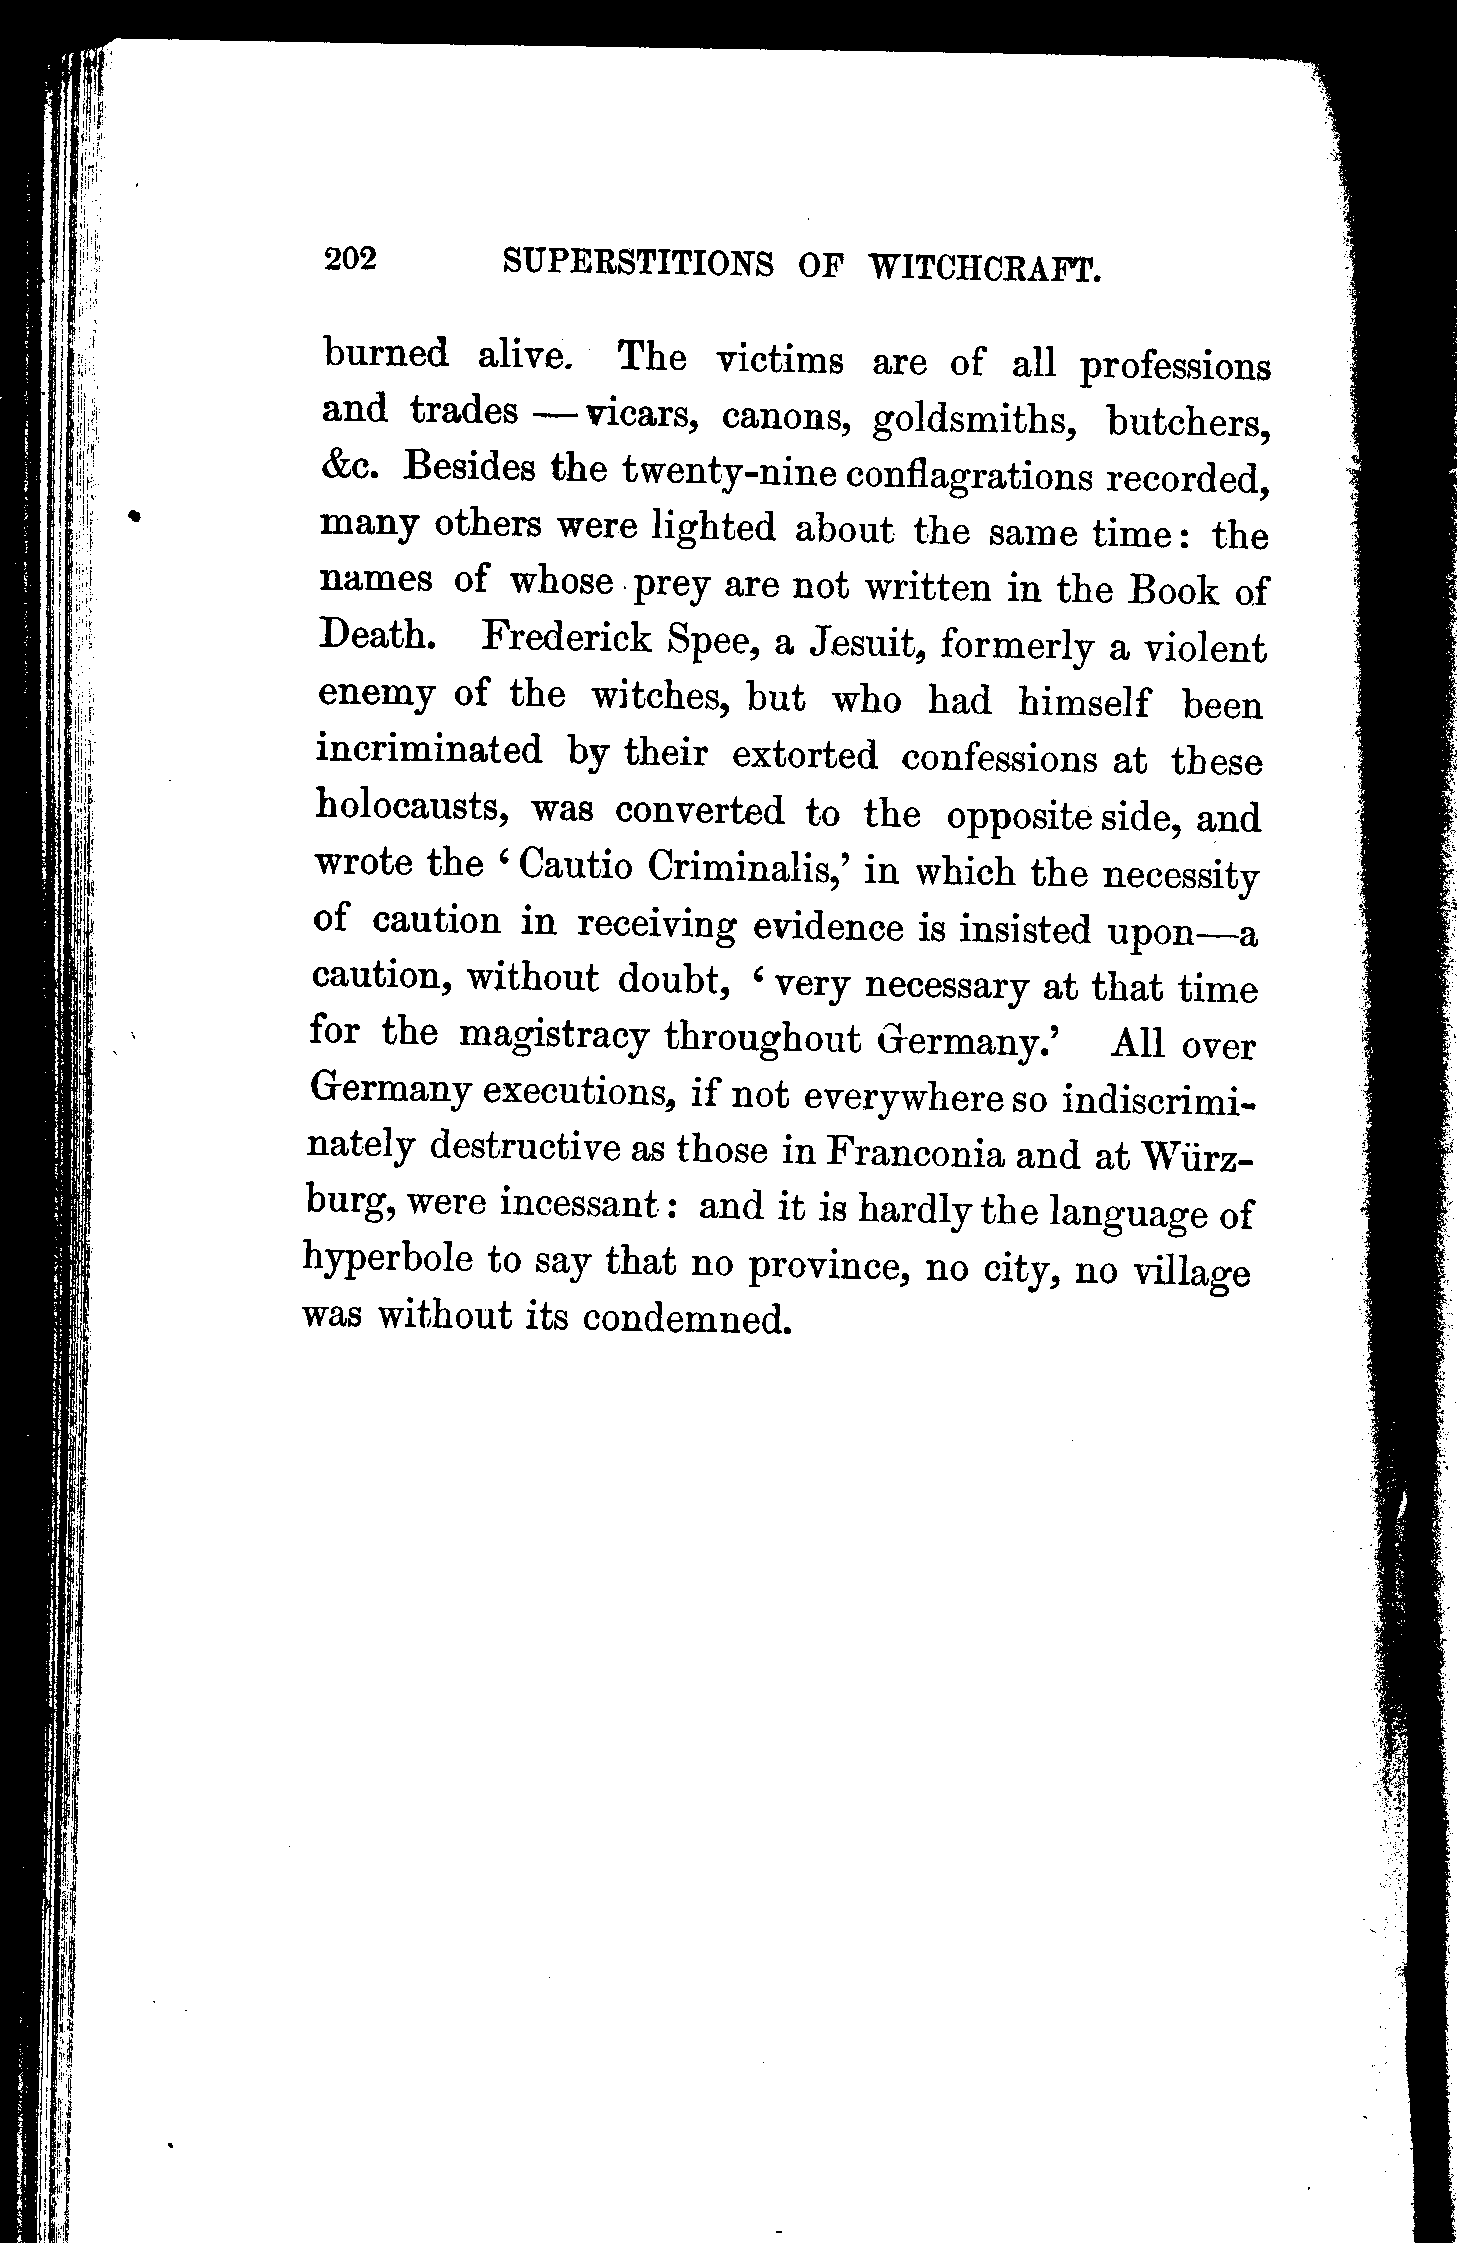 202 SUPERSTITIONS OF WITCHCRAFT.
burned alive. The victims are of all professions
and trades — vicars, canons, goldsmiths, butchers,
&c. Besides the twenty-nine conflagrations recorded,
many others were lighted about the same time: the
names of whose prey are not written in the Book of
Death. Frederick Spee, a Jesuit, formerly a violent
enemy of the witches, but who had himself been
incriminated by their extorted confessions at these
holocausts, was converted to the opposite side, and
wrote the ‘Cautio Criminalis,’ in which the necessity
of caution in receiving evidence is insisted upon—a
caution, without doubt, ‘very necessary at that time
for the magistracy throughout Germany.’ All over
Germany executions, if not everywhere so indiscrimi-
nately destructive as those in Franconia and at Würz-
burg, were incessant: and it is hardly the language of
hyperbole to say that no province, no city, no village
was without its condemned.